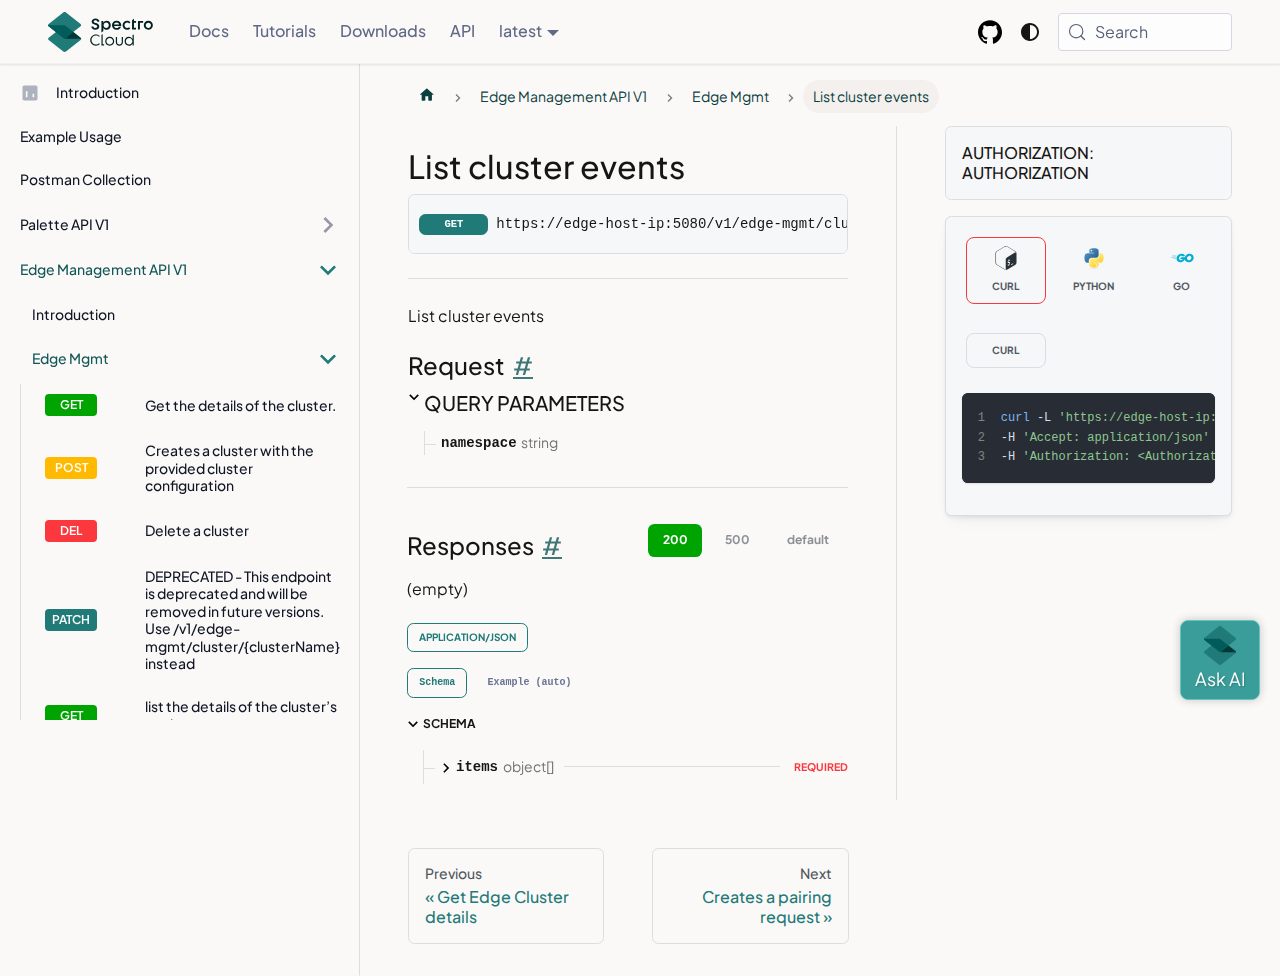 Spectro
Cloud
Docs
Tutorials
Downloads
API
latest
Search
Introduction
Example Usage
Postman Collection
Palette API V1
Edge Management API V1
Introduction
Edge Mgmt
GET Get the details of the cluster.
POST Creates a cluster with the
provided cluster
configuration
DEL Delete a cluster
PATCH DEPRECATED - This endpoint
is deprecated and will be
removed in future versions.
Use /v1/edge-
mgmt/cluster/{clusterName}
instead
GET list the details of the cluster's
Edge Management API V1
Edge Mgmt
List cluster events
List cluster events
GET https://edge-host-ip:5080/v1/edge-mgmt/clu
List cluster events
Request #
QUERY PARAMETERS
namespace string
Responses #
200
500
default
(empty)
APPLICATION/JSON
Schema
Example (auto)
SCHEMA
items object[]
REQUIRED
Previous
« Get Edge Cluster
details
Next
Creates a pairing
request »
AUTHORIZATION:
AUTHORIZATION
CURL
PYTHON
GO
GO
CURL
1 curl -L 'https://edge-host-ip:
2 -H 'Accept: application/json'
3 -H 'Authorization: <Authorizat
Ask AI